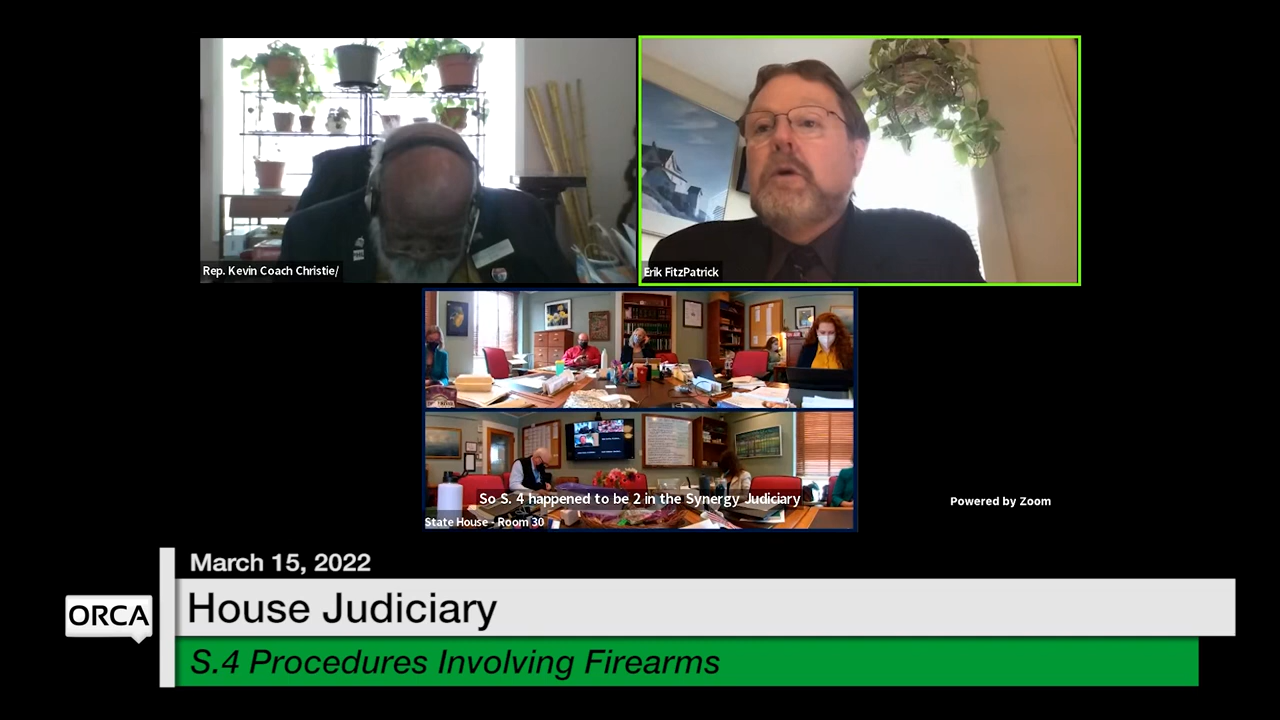 Rep. Kevin Coach Christie/
Erik FitzPatrick
So S. 4 happened to be 2 in the Synergy Judiciary
State House - Room 30
Powered by Zoom
March 15, 2022
ORCA
House Judiciary
S.4 Procedures Involving Firearms